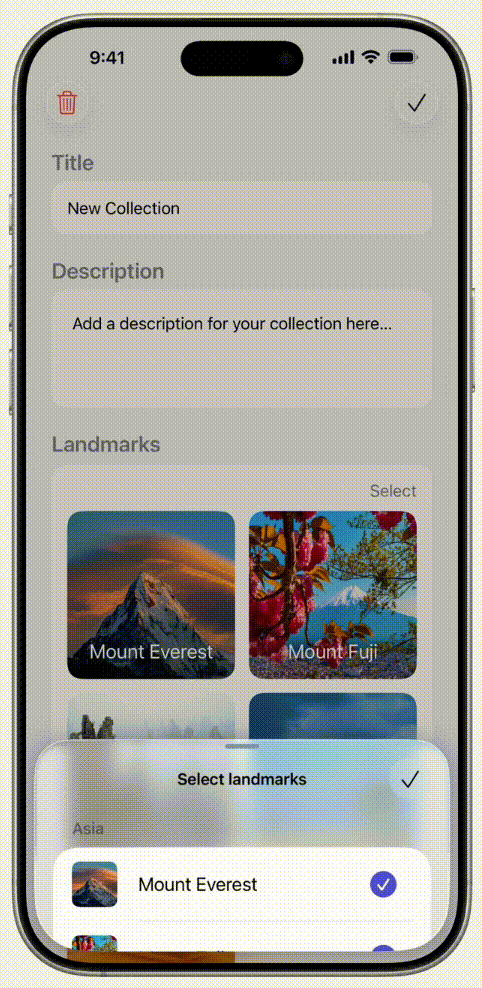 9:41
Title
New Collection
Description
Add a description for your collection here...
Landmarks
Select
Mount Everest
Mount Fuji
Select landmarks
Asia
Mount Everest